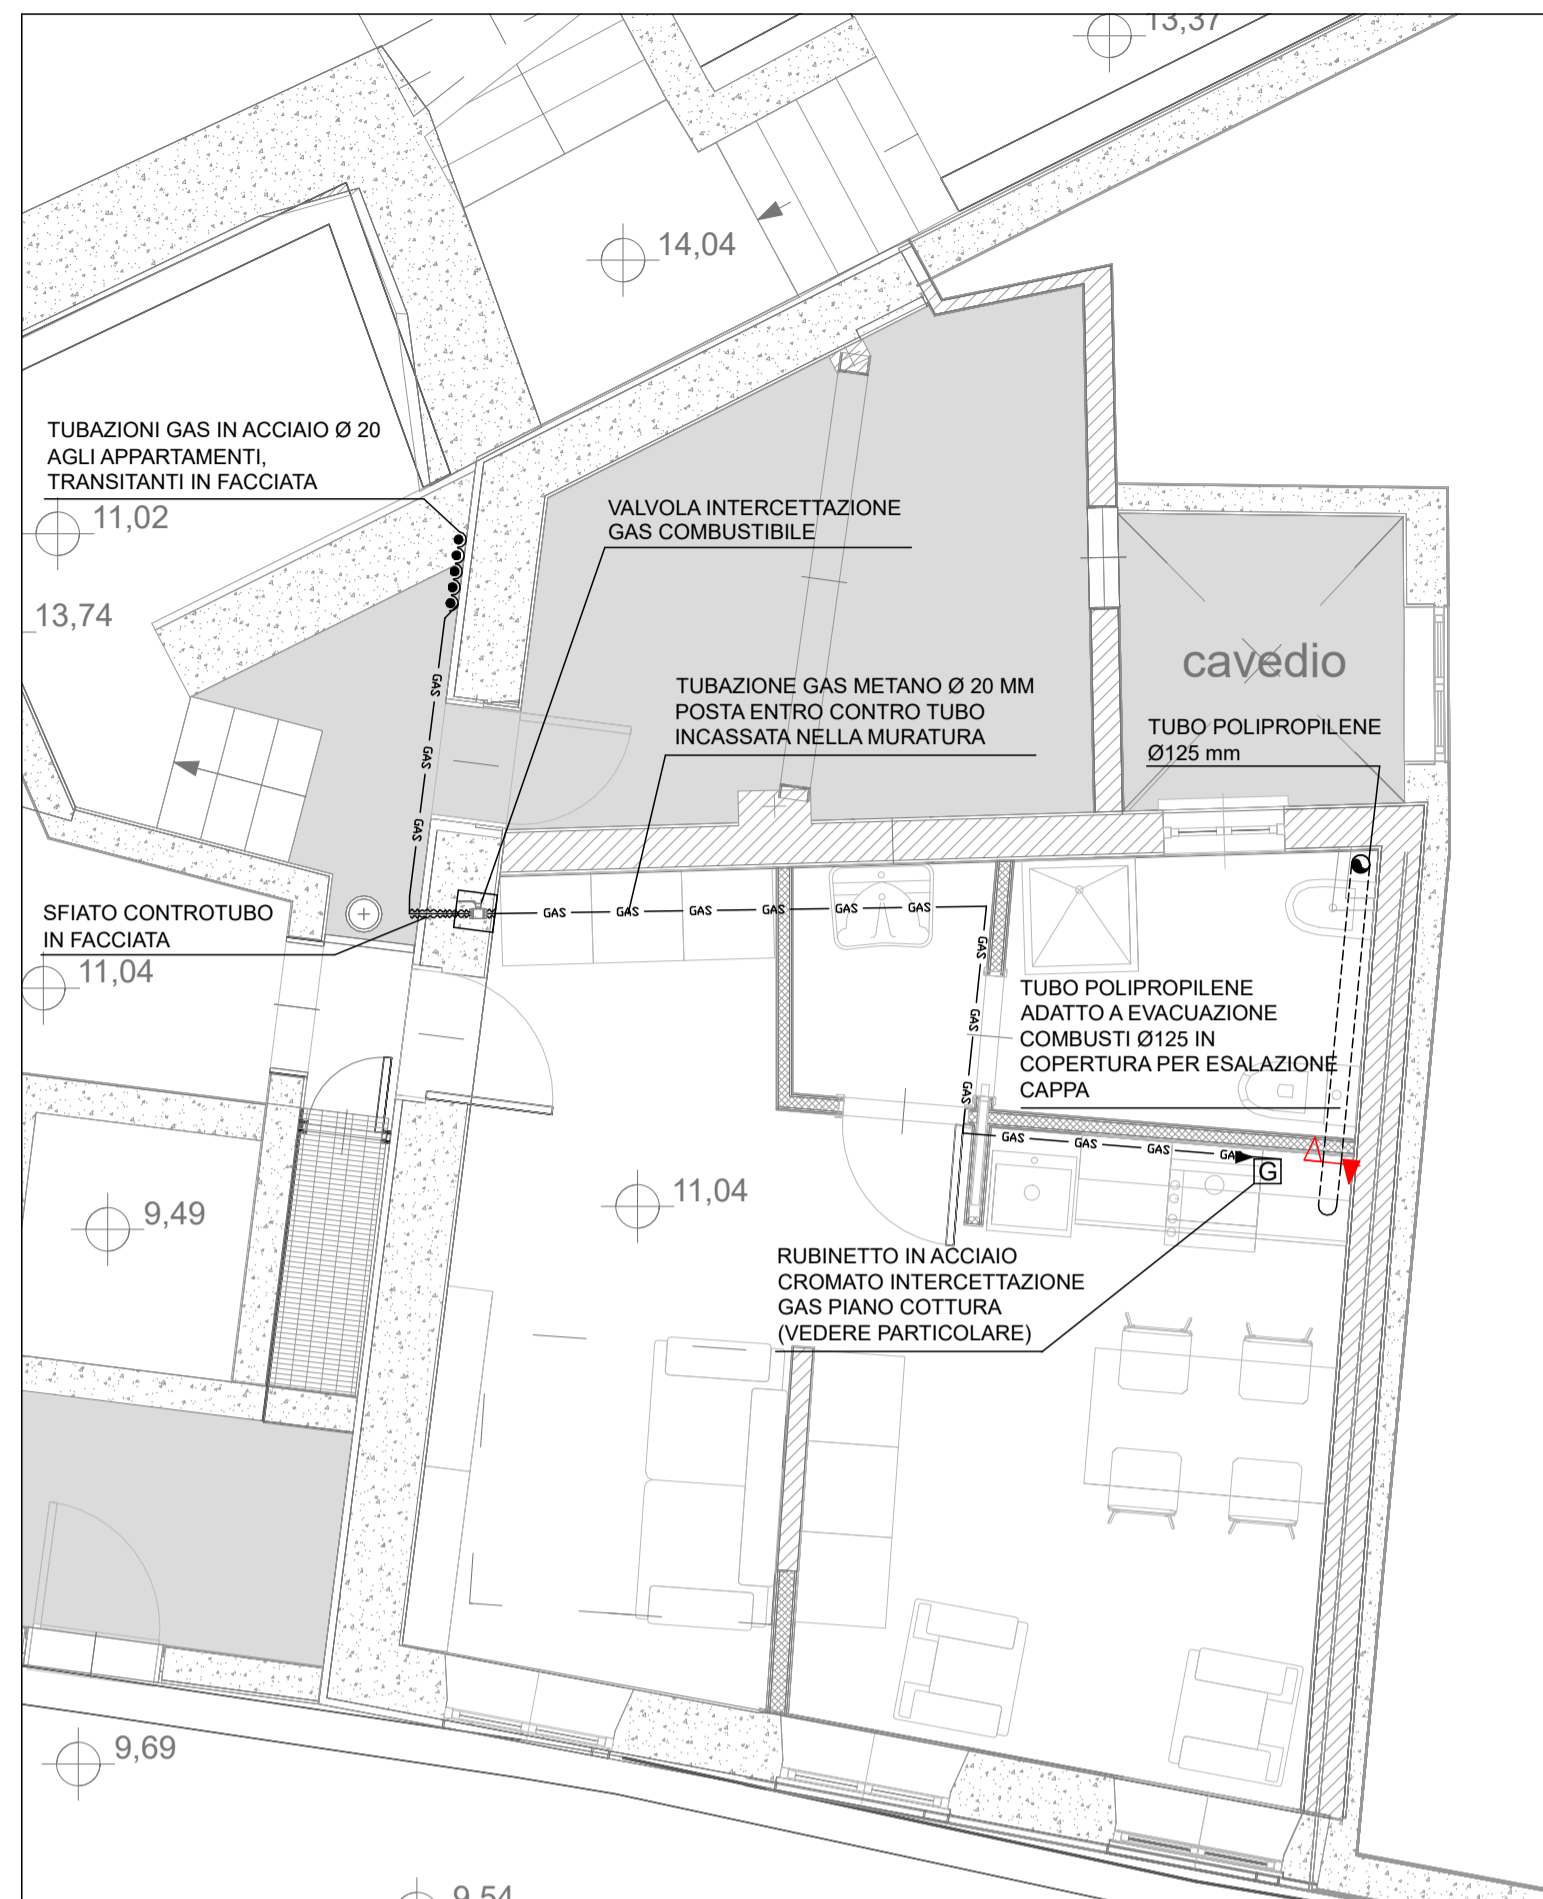 13,37
14,04
TUBAZIONI GAS IN ACCIAIO Ø 20
AGLI APPARTAMENTI,
TRANSITANTI IN FACCIATA
11,02
VALVOLA INTERCETTAZIONE
GAS COMBUSTIBILE
13,74
cavedio
TUBAZIONE GAS METANO Ø 20 MM
POSTA ENTRO CONTRO TUBO
INCASSATA NELLA MURATURA
TUBO POLIPROPILENE
Ø125 mm
GAS
GAS
GAS
SFIATO CONTROTUBO
IN FACCIATA
11,04
GAS GAS GAS GAS GAS GAS
GAS
GAS
GAS
TUBO POLIPROPILENE
ADATTO A EVACUAZIONE
COMBUSTI Ø125 IN
COPERTURA PER ESALAZIONE
CAPPA
GAS GAS GAS GA
G
11,04
9,49
RUBINETTO IN ACCIAIO
CROMATO INTERCETTAZIONE
GAS PIANO COTTURA
(VEDERE PARTICOLARE)
9,69
9,54